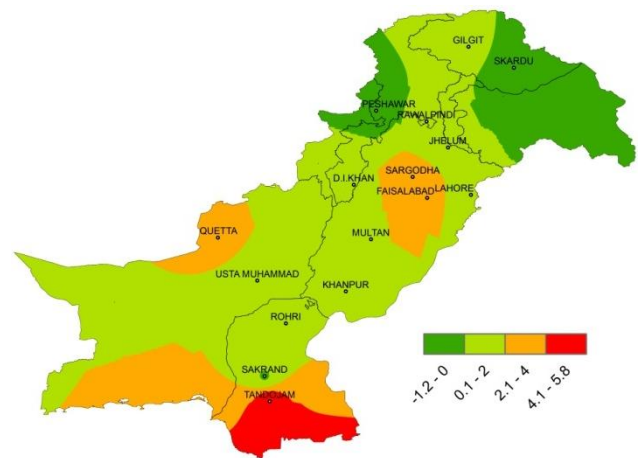 GILGIT
SKARDU
PESHAWAR
RAWALPINDI
JHELUM
SARGODHA
D.I.KHAN
FAISALABAD
LAHORE
QUETTA
MULTAN
USTA MUHAMMAD
KHANPUR
ROHRI
SAKRAND
TANDOJAM
-1.2 - 0
0.1 - 2
2.1 - 4
4.1 - 5.8